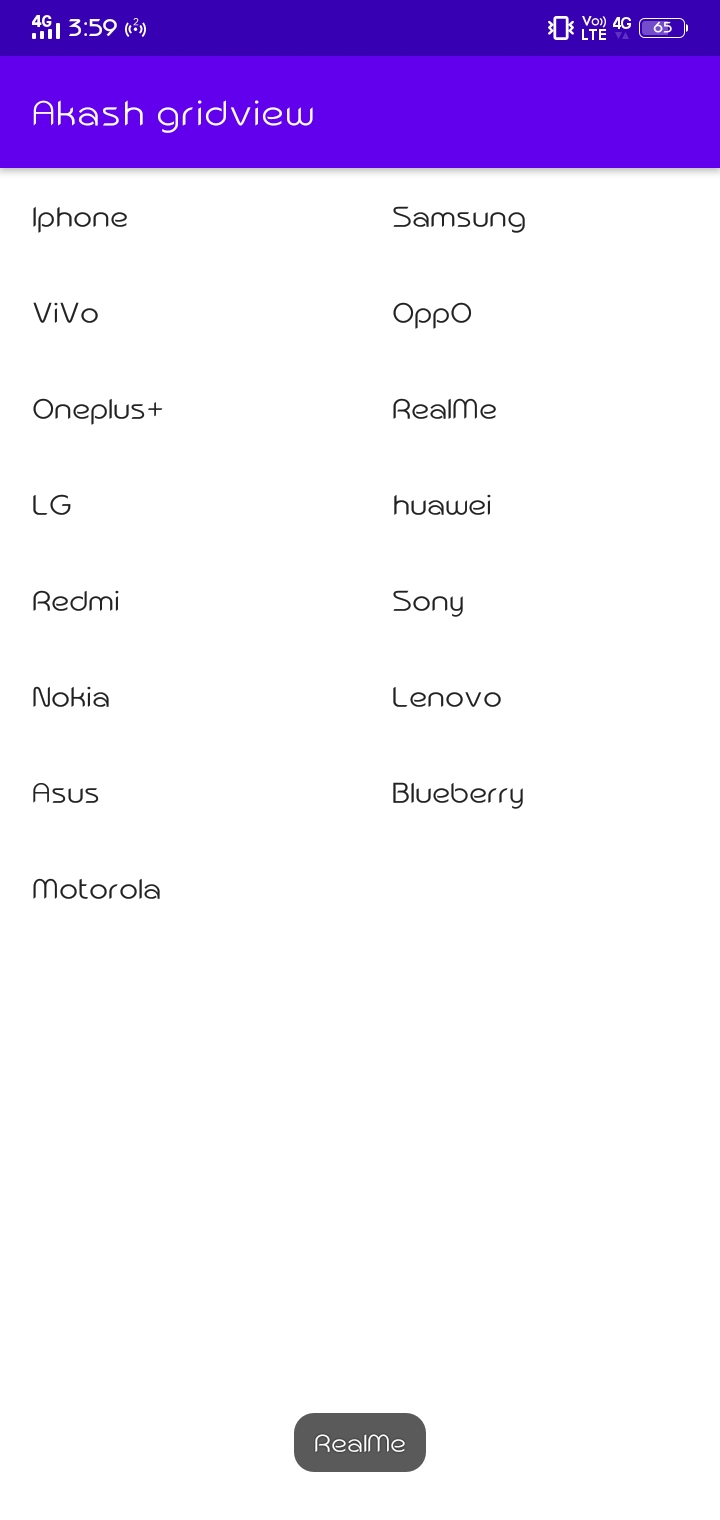 4G 3:59 2 Vo)) LTE 4G 65
Akash gridview
Iphone Samsung
ViVo OppO
Oneplus+ RealMe
LG huawei
Redmi Sony
Nokia Lenovo
Asus Blueberry
Motorola
RealMe